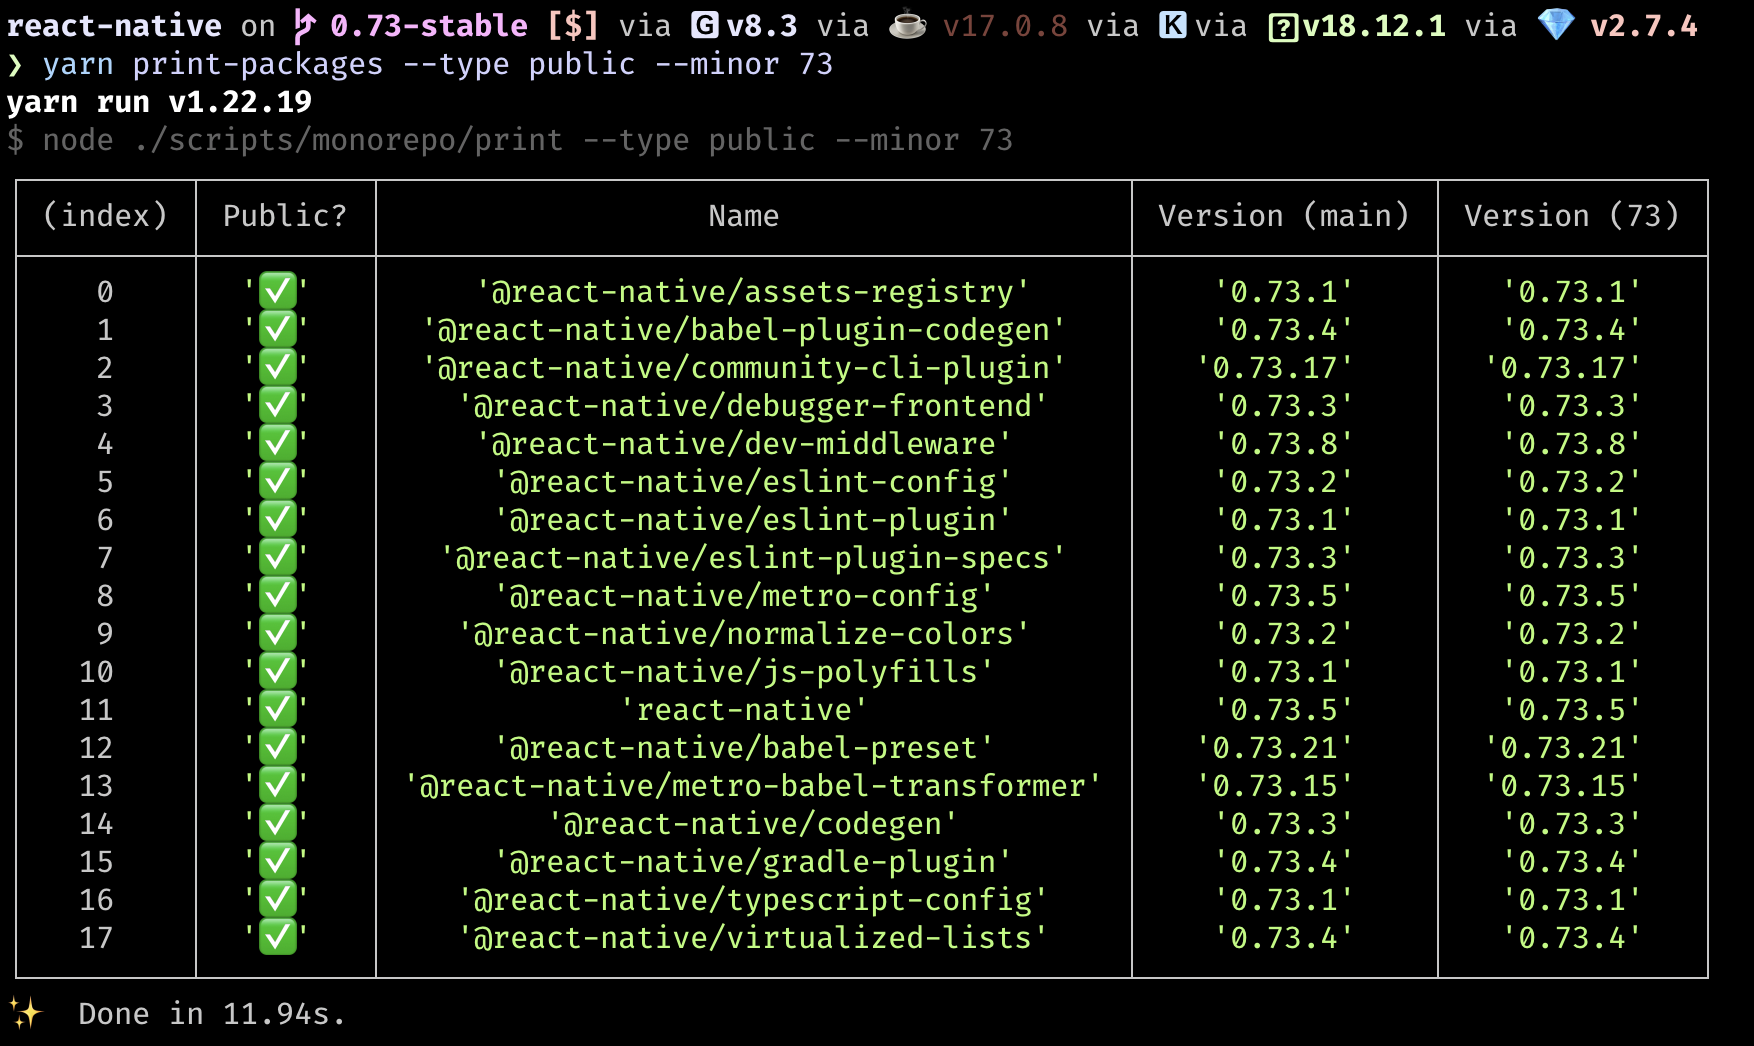 react-native on 0.73-stable [$] via G v8.3 via ☕ v17.0.8 via K via ?v18.12.1 via 💎 v2.7.4
❯ yarn print-packages --type public --minor 73
yarn run v1.22.19
$ node ./scripts/monorepo/print --type public --minor 73
(index) Public? Name Version (main) Version (73)
0 '✅' '@react-native/assets-registry' '0.73.1' '0.73.1'
1 '✅' '@react-native/babel-plugin-codegen' '0.73.4' '0.73.4'
2 '✅' '@react-native/community-cli-plugin' '0.73.17' '0.73.17'
3 '✅' '@react-native/debugger-frontend' '0.73.3' '0.73.3'
4 '✅' '@react-native/dev-middleware' '0.73.8' '0.73.8'
5 '✅' '@react-native/eslint-config' '0.73.2' '0.73.2'
6 '✅' '@react-native/eslint-plugin' '0.73.1' '0.73.1'
7 '✅' '@react-native/eslint-plugin-specs' '0.73.3' '0.73.3'
8 '✅' '@react-native/metro-config' '0.73.5' '0.73.5'
9 '✅' '@react-native/normalize-colors' '0.73.2' '0.73.2'
10 '✅' '@react-native/js-polyfills' '0.73.1' '0.73.1'
11 '✅' 'react-native' '0.73.5' '0.73.5'
12 '✅' '@react-native/babel-preset' '0.73.21' '0.73.21'
13 '✅' '@react-native/metro-babel-transformer' '0.73.15' '0.73.15'
14 '✅' '@react-native/codegen' '0.73.3' '0.73.3'
15 '✅' '@react-native/gradle-plugin' '0.73.4' '0.73.4'
16 '✅' '@react-native/typescript-config' '0.73.1' '0.73.1'
17 '✅' '@react-native/virtualized-lists' '0.73.4' '0.73.4'
✨ Done in 11.94s.